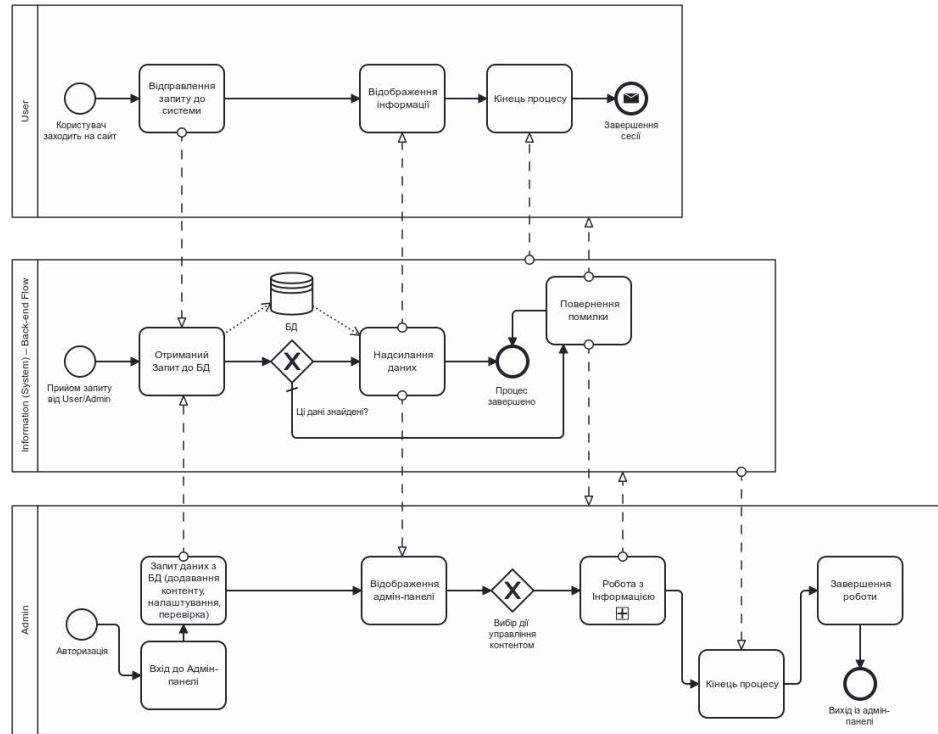 User
Користувач
заходить на сайт
Відправлення
запиту до
системи
Відображення
інформації
Кінець процесу
Завершення
сесії
Information (System) – Back-end Flow
Прийом запиту
від User/Admin
Отриманий
Запит до БД
БД
Ці дані знайдені?
Надсилання
даних
Процес
завершено
Повернення
помилки
Admin
Авторизація
Запит даних з
БД (додавання
контенту,
налаштування,
перевірка)
Вхід до Адмін-
панелі
Відображення
адмін-панелі
Вибір дії
управління
контентом
Робота з
Інформацією
Кінець процесу
Завершення
роботи
Вихід із адмін-
панелі